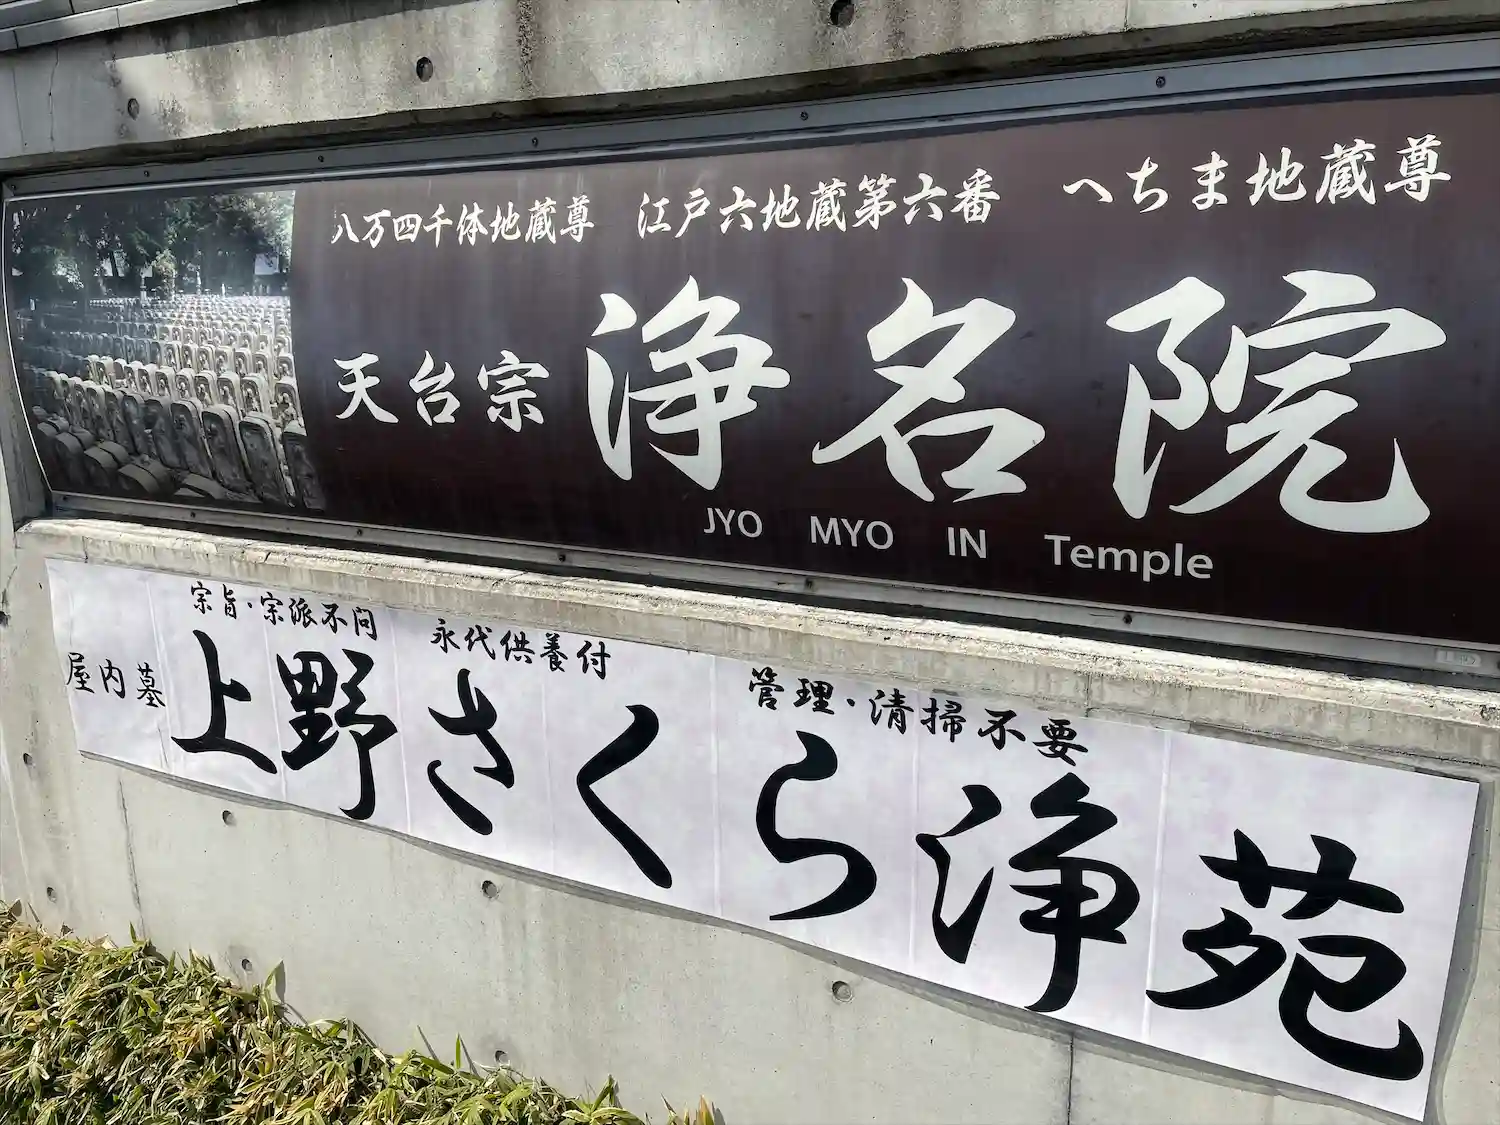 八万四千体地蔵尊　江戸六地蔵第六番　へちま地蔵尊
天台宗 浄名院
JYO MYO IN Temple
宗旨・宗派不問 永代供養付 管理・清掃不要
屋内墓 上野さくら浄苑